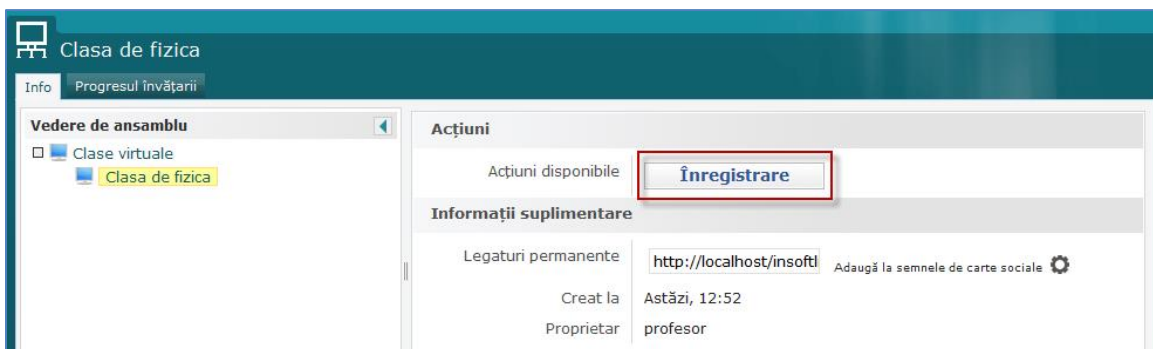 Clasa de fizica
Info
Progresul învățarii
Vedere de ansamblu
Clase virtuale
Clasa de fizica
Acțiuni
Acțiuni disponibile
Înregistrare
Informații suplimentare
Legaturi permanente
http://localhost/insoftl
Adaugă la semnele de carte sociale
Creat la
Astăzi, 12:52
Proprietar
profesor